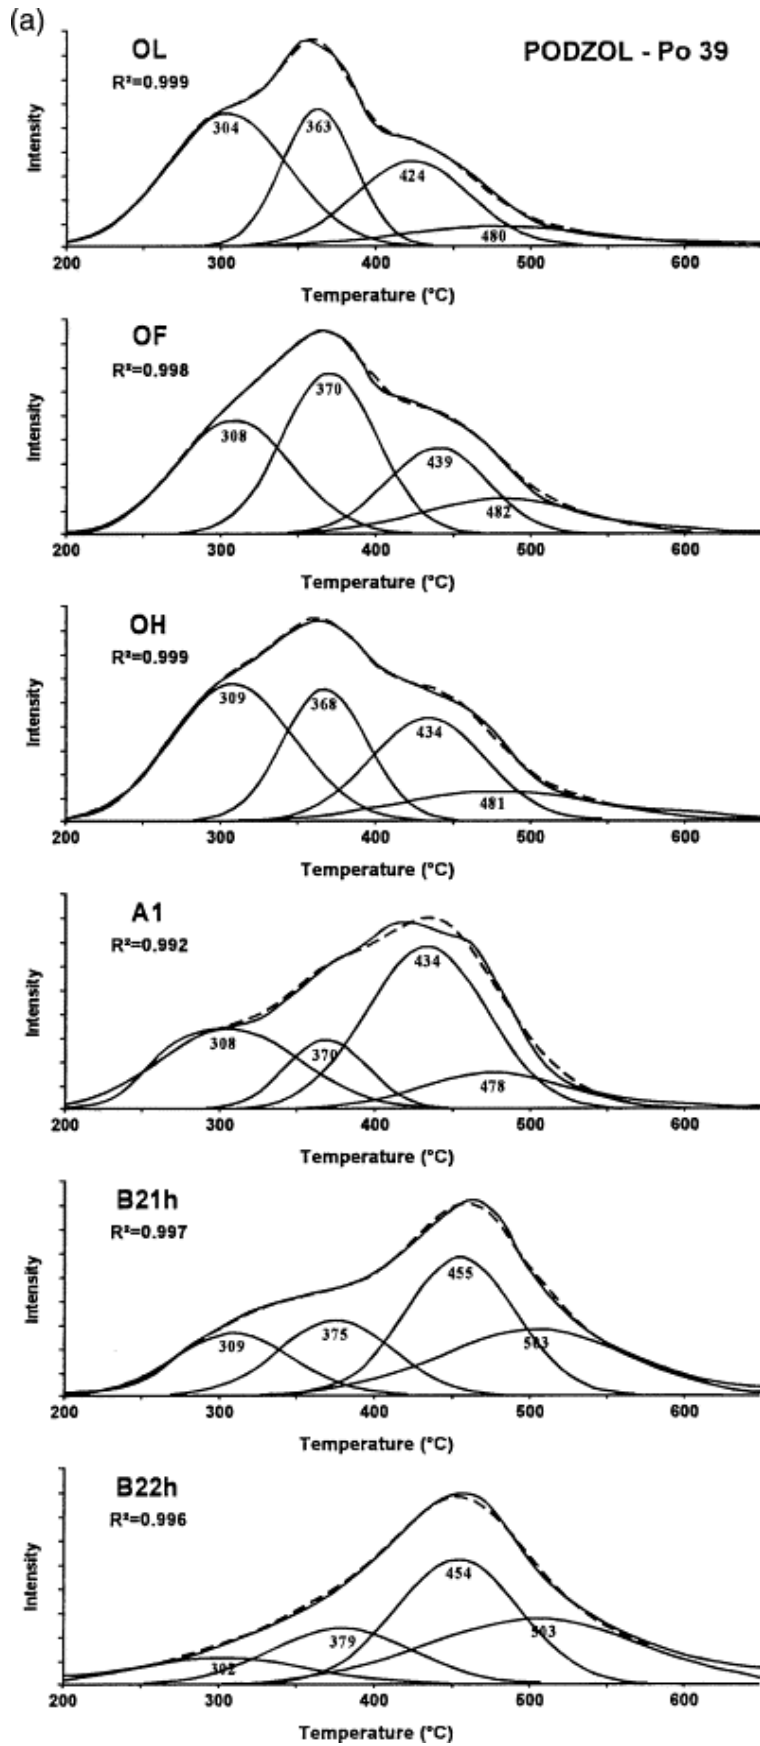 (a)
OL
R²=0.999
PODZOL - Po 39
Intensity
304
363
424
480
200 300 400 500 600
Temperature (°C)
OF
R²=0.998
Intensity
308
370
439
482
200 300 400 500 600
Temperature (°C)
OH
R²=0.999
Intensity
309
368
434
481
200 300 400 500 600
Temperature (°C)
A1
R²=0.992
Intensity
308
370
434
478
200 300 400 500 600
Temperature (°C)
B21h
R²=0.997
Intensity
309
375
455
503
200 300 400 500 600
Temperature (°C)
B22h
R²=0.996
Intensity
302
379
454
503
200 300 400 500 600
Temperature (°C)